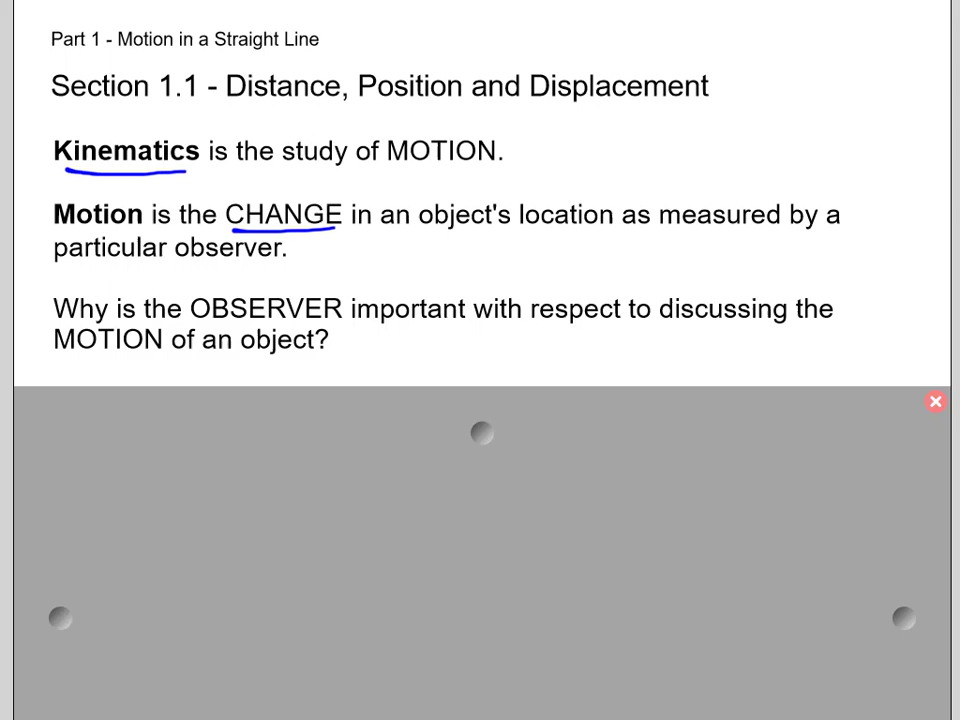 Part 1 - Motion in a Straight Line
Section 1.1 - Distance, Position and Displacement
Kinematics is the study of MOTION.
Motion is the CHANGE in an object's location as measured by a
particular observer.
Why is the OBSERVER important with respect to discussing the
MOTION of an object?